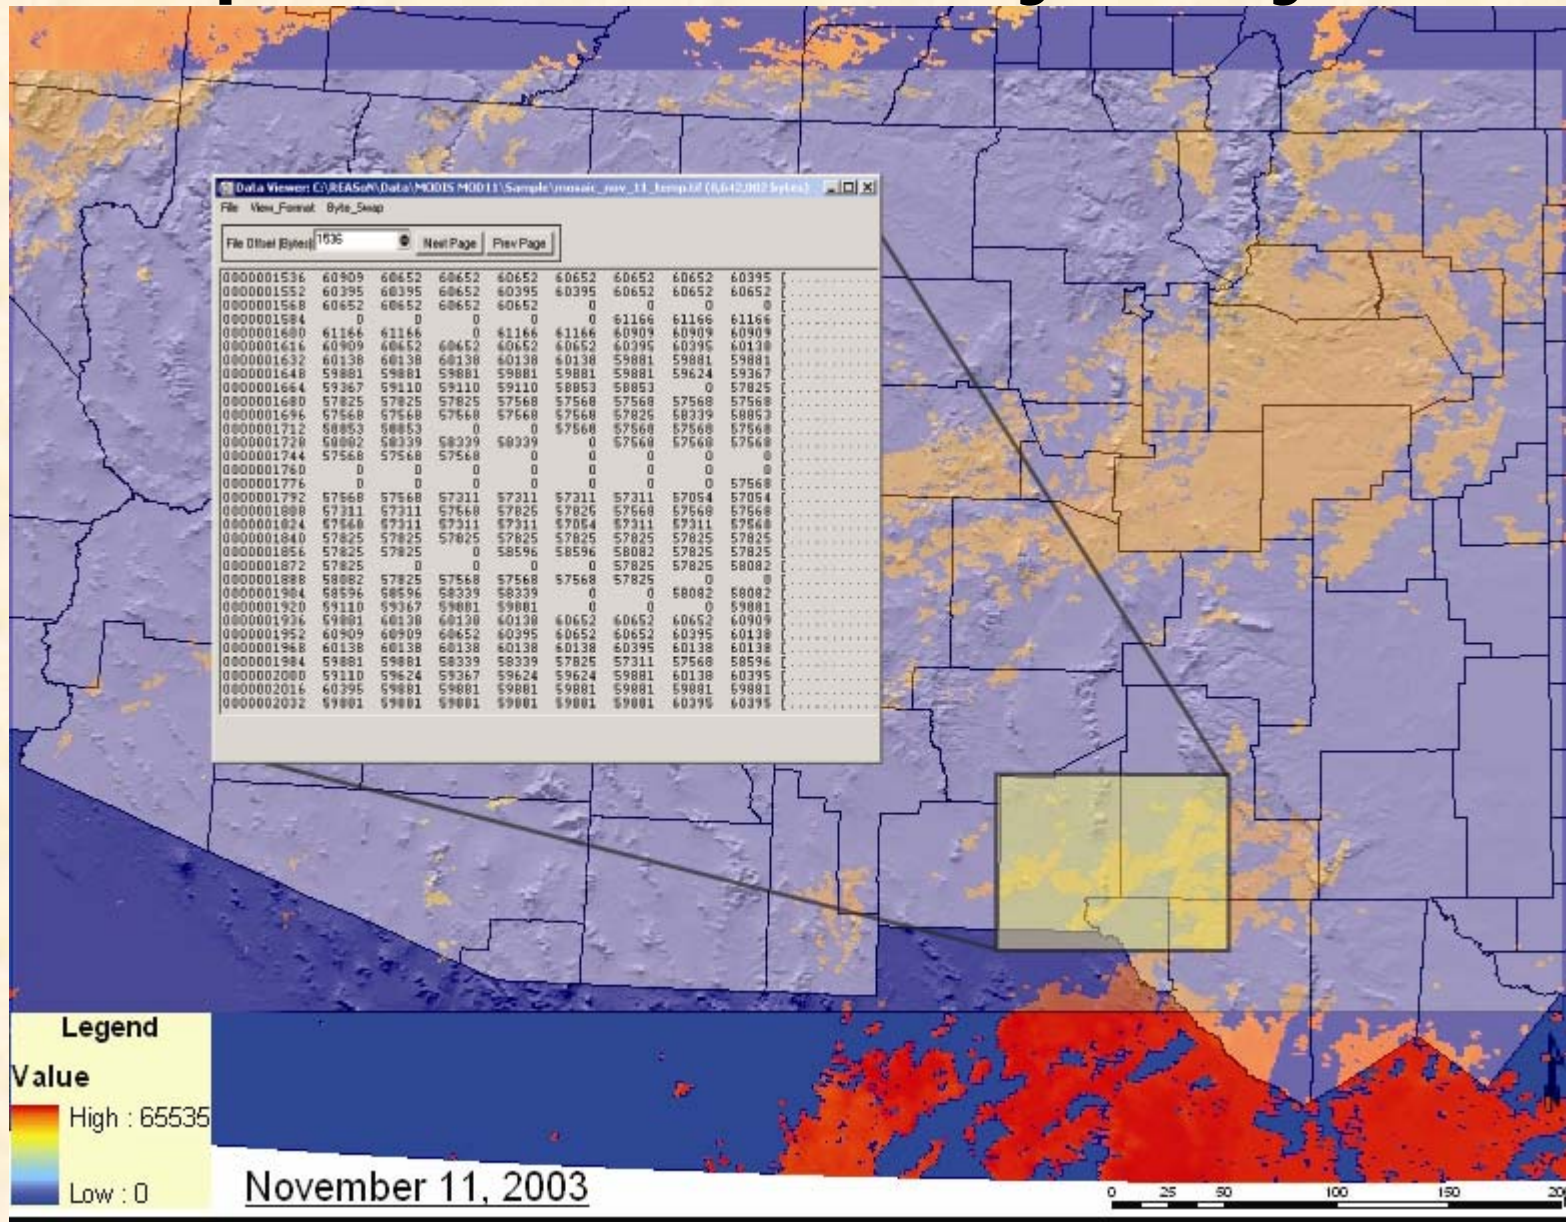 Data Viewer: C:\REASoN\Data\MODIS MOD11\Sample\mosaic_nov_11_temp.tif (8,642,002 bytes)
File View_Format Byte_Swap
File Offset (Bytes) 1536 Next Page Prev Page
0000001536 60909 60652 60652 60652 60652 60652 60652 60395 [
0000001552 60395 60395 60652 60395 60395 60652 60652 60652 [
0000001568 60652 60652 60652 60652 0 0 0 0 [
0000001584 0 0 0 0 0 61166 61166 61166 [
0000001600 61166 61166 0 61166 61166 60909 60909 60909 [
0000001616 60909 60652 60652 60652 60652 60395 60395 60138 [
0000001632 60138 60138 60138 60138 60138 59881 59881 59881 [
0000001648 59881 59881 59881 59881 59881 59881 59624 59367 [
0000001664 59367 59110 59110 59110 58853 58853 0 57825 [
0000001680 57825 57825 57825 57568 57568 57568 57568 57568 [
0000001696 57568 57568 57568 57568 57568 57825 58339 58853 [
0000001712 58853 58853 0 0 57568 57568 57568 57568 [
0000001728 58082 58339 58339 58339 0 57568 57568 57568 [
0000001744 57568 57568 57568 0 0 0 0 0 [
0000001760 0 0 0 0 0 0 0 0 [
0000001776 0 0 0 0 0 0 0 57568 [
0000001792 57568 57568 57311 57311 57311 57311 57054 57054 [
0000001808 57311 57311 57568 57825 57825 57568 57568 57568 [
0000001824 57568 57311 57311 57311 57054 57311 57311 57568 [
0000001840 57825 57825 57825 57825 57825 57825 57825 57825 [
0000001856 57825 57825 0 58596 58596 58082 57825 57825 [
0000001872 57825 0 0 0 0 57825 57825 58082 [
0000001888 58082 57825 57568 57568 57568 57825 0 0 [
0000001904 58596 58596 58339 58339 0 0 58082 58082 [
0000001920 59110 59367 59881 59881 0 0 0 59881 [
0000001936 59881 60138 60138 60138 60652 60652 60652 60909 [
0000001952 60909 60909 60652 60395 60652 60652 60395 60138 [
0000001968 60138 60138 60138 60138 60138 60395 60138 60138 [
0000001984 59881 59881 58339 58339 57825 57311 57568 58596 [
0000002000 59110 59624 59367 59624 59624 59881 60138 60395 [
0000002016 60395 59881 59881 59881 59881 59881 59881 59881 [
0000002032 59881 59881 59881 59881 59881 59881 60395 60395 [
Legend
Value
High : 65535
Low : 0
November 11, 2003
0 25 50 100 150